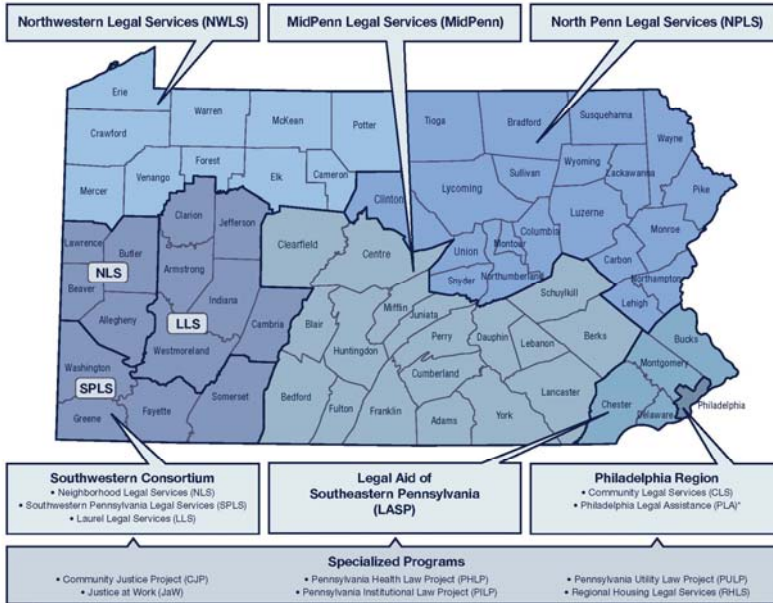 Northwestern Legal Services (NWLS)
MidPenn Legal Services (MidPenn)
North Penn Legal Services (NPLS)
Erie
Crawford
Mercer
Warren
Venango
Forest
McKean
Elk
Cameron
Potter
Tioga
Bradford
Susquehanna
Wayne
Wyoming
Lackawanna
Sullivan
Lycoming
Clinton
Pike
Luzerne
Monroe
Columbia
Montour
Union
Snyder
Northumberland
Carbon
Northampton
Lehigh
Lawrence
Butler
NLS
Beaver
Allegheny
Clarion
Jefferson
Armstrong
Indiana
LLS
Westmoreland
Cambria
Washington
SPLS
Greene
Fayette
Somerset
Clearfield
Centre
Blair
Huntingdon
Mifflin
Juniata
Perry
Cumberland
Bedford
Fulton
Franklin
Adams
York
Dauphin
Lebanon
Schuylkill
Berks
Lancaster
Bucks
Montgomery
Chester
Delaware
Philadelphia
Southwestern Consortium
• Neighborhood Legal Services (NLS)
• Southwestern Pennsylvania Legal Services (SPLS)
• Laurel Legal Services (LLS)
Legal Aid of
Southeastern Pennsylvania
(LASP)
Philadelphia Region
• Community Legal Services (CLS)
• Philadelphia Legal Assistance (PLA)*
Specialized Programs
• Community Justice Project (CJP)
• Justice at Work (JaW)
• Pennsylvania Health Law Project (PHLP)
• Pennsylvania Institutional Law Project (PILP)
• Pennsylvania Utility Law Project (PULP)
• Regional Housing Legal Services (RHLS)